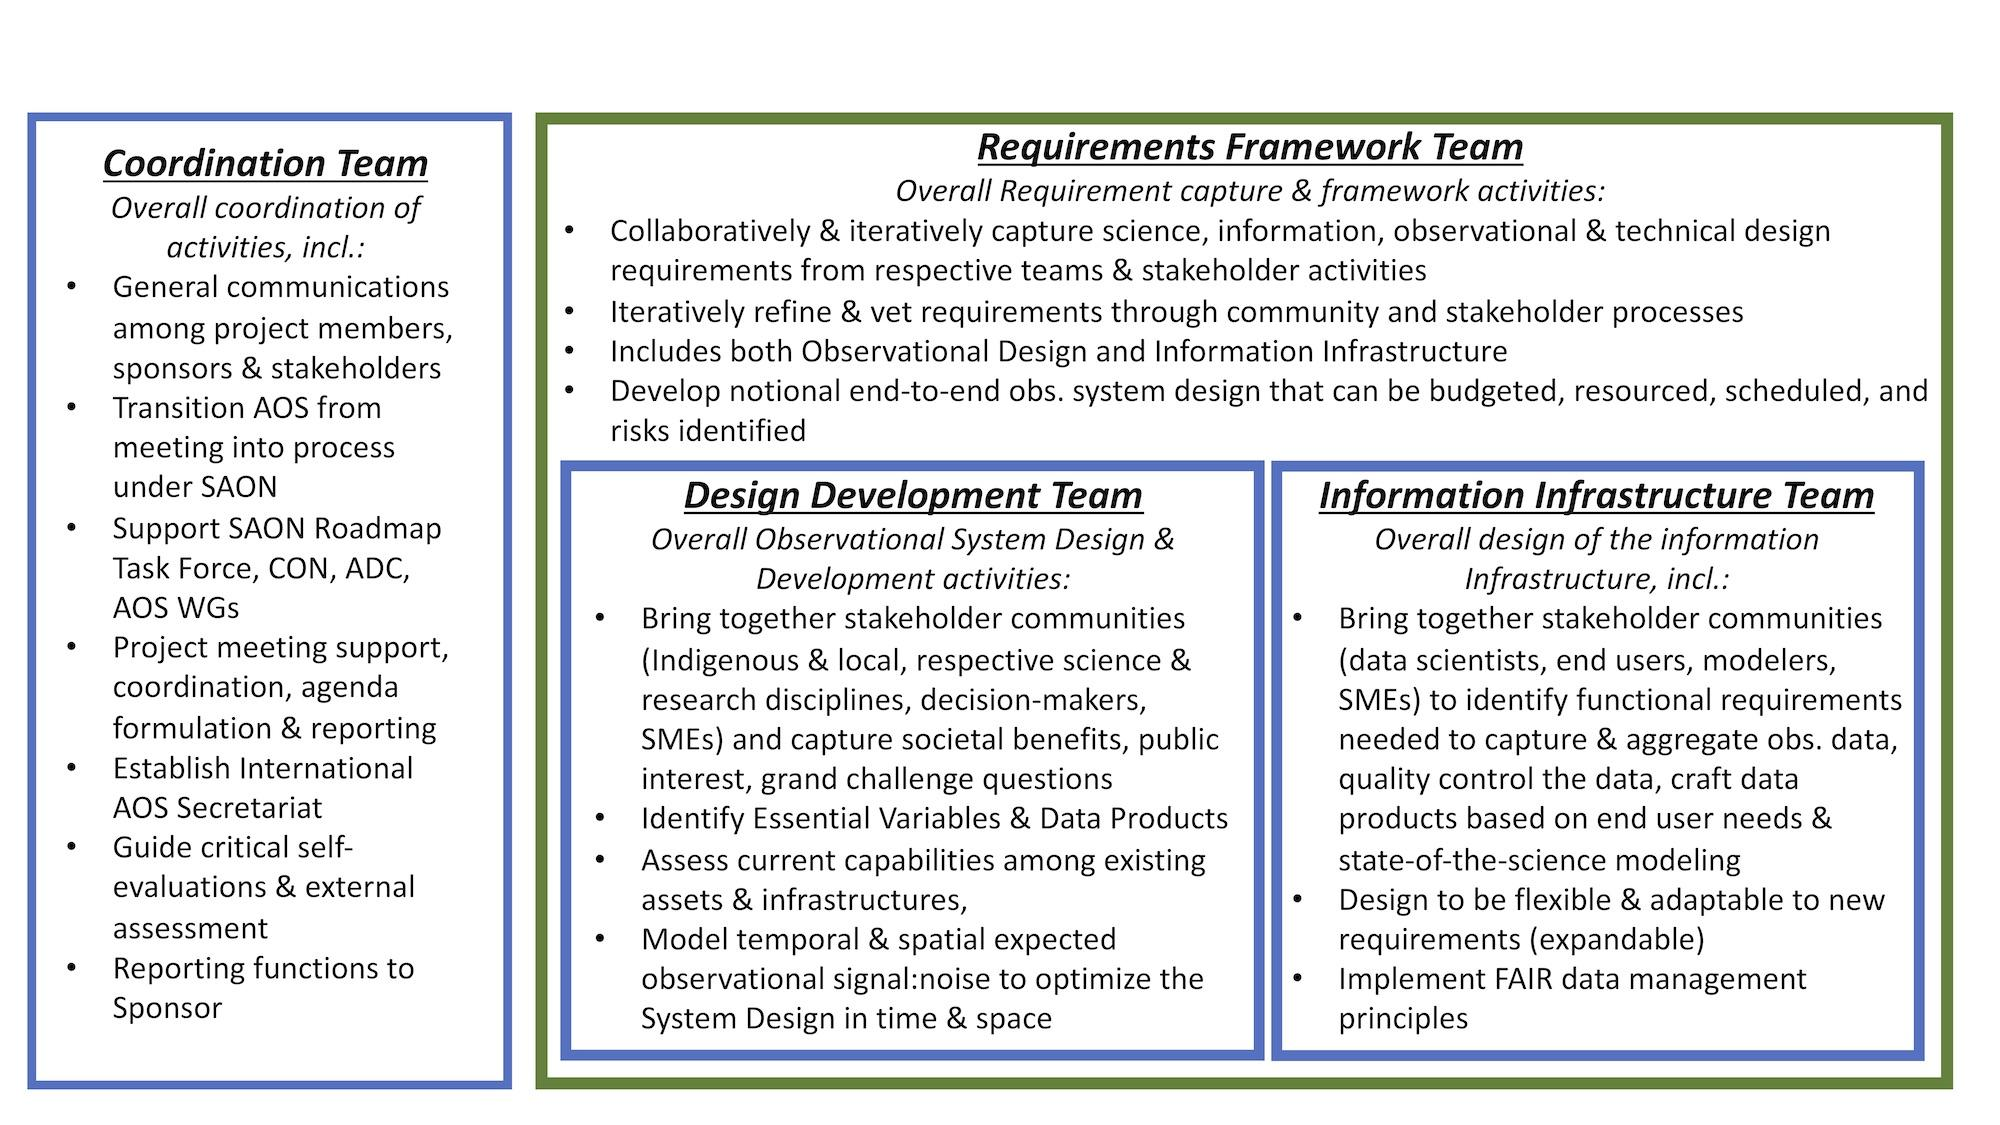 Coordination Team
Overall coordination of
activities, incl.:
• General communications
among project members,
sponsors & stakeholders
• Transition AOS from
meeting into process
under SAON
• Support SAON Roadmap
Task Force, CON, ADC,
AOS WGs
• Project meeting support,
coordination, agenda
formulation & reporting
• Establish International
AOS Secretariat
• Guide critical self-
evaluations & external
assessment
• Reporting functions to
Sponsor
Requirements Framework Team
Overall Requirement capture & framework activities:
• Collaboratively & iteratively capture science, information, observational & technical design
requirements from respective teams & stakeholder activities
• Iteratively refine & vet requirements through community and stakeholder processes
• Includes both Observational Design and Information Infrastructure
• Develop notional end-to-end obs. system design that can be budgeted, resourced, scheduled, and
risks identified
Design Development Team
Overall Observational System Design &
Development activities:
• Bring together stakeholder communities
(Indigenous & local, respective science &
research disciplines, decision-makers,
SMEs) and capture societal benefits, public
interest, grand challenge questions
• Identify Essential Variables & Data Products
• Assess current capabilities among existing
assets & infrastructures,
• Model temporal & spatial expected
observational signal:noise to optimize the
System Design in time & space
Information Infrastructure Team
Overall design of the information
Infrastructure, incl.:
• Bring together stakeholder communities
(data scientists, end users, modelers,
SMEs) to identify functional requirements
needed to capture & aggregate obs. data,
quality control the data, craft data
products based on end user needs &
state-of-the-science modeling
• Design to be flexible & adaptable to new
requirements (expandable)
• Implement FAIR data management
principles